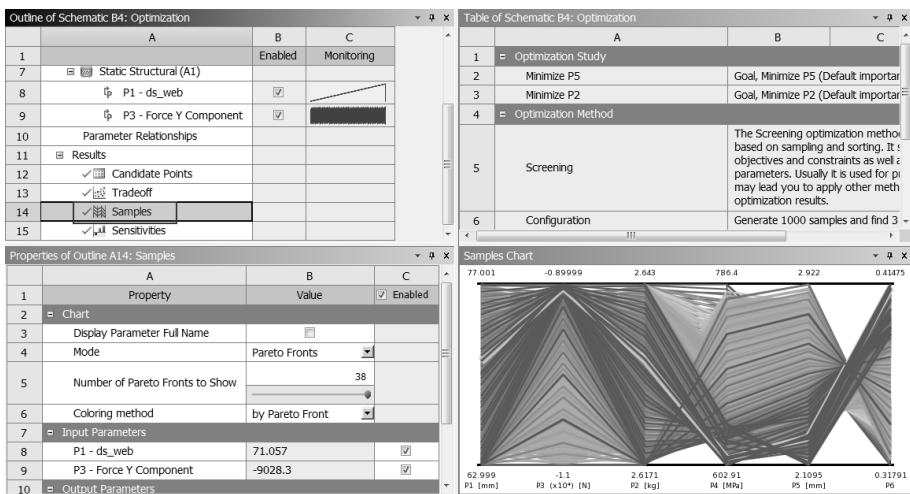 Outline of Schematic B4: Optimization
A B C
1 Enabled Monitoring
7 Static Structural (A1)
8 P1 - ds_web
9 P3 - Force Y Component
10 Parameter Relationships
11 Results
12 Candidate Points
13 Tradeoff
14 Samples
15 Sensitivities
Table of Schematic B4: Optimization
A B C
1 Optimization Study
2 Minimize P5 Goal, Minimize P5 (Default importar
3 Minimize P2 Goal, Minimize P2 (Default importar
4 Optimization Method
The Screening optimization metho
based on sampling and sorting. It s
objectives and constraints as well a
5 Screening parameters. Usually it is used for pr
may lead you to apply other meth
optimization results.
6 Configuration Generate 1000 samples and find 3
Properties of Outline A14: Samples
A B C
1 Property Value Enabled
2 Chart
3 Display Parameter Full Name
4 Mode Pareto Fronts
5 Number of Pareto Fronts to Show 38
6 Coloring method by Pareto Front
7 Input Parameters
8 P1 - ds_web 71.057
9 P3 - Force Y Component -9028.3
10 Output Parameters
Samples Chart
77.001 -0.89999 2.643 786.4 2.922 0.41475
62.999 -1.1 2.6171 602.91 2.1095 0.31791
P1 [mm] P3 (x10⁴) [N] P2 [kg] P4 [MPa] P5 [mm] P6